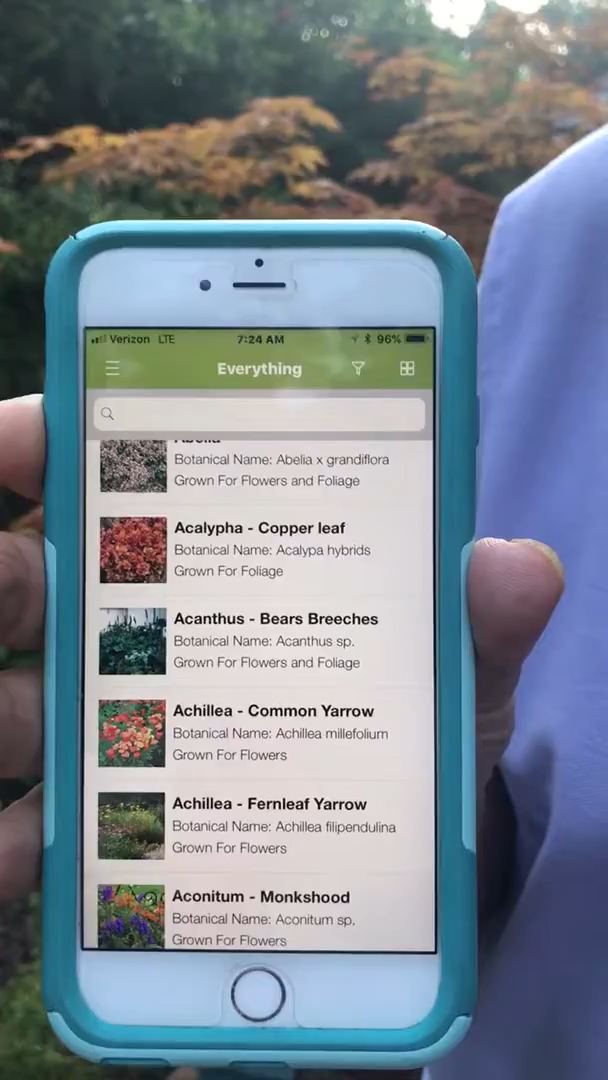 Verizon LTE 7:24 AM 96%
Everything
Abelia
Botanical Name: Abelia x grandiflora
Grown For Flowers and Foliage
Acalypha - Copper leaf
Botanical Name: Acalypa hybrids
Grown For Foliage
Acanthus - Bears Breeches
Botanical Name: Acanthus sp.
Grown For Flowers and Foliage
Achillea - Common Yarrow
Botanical Name: Achillea millefolium
Grown For Flowers
Achillea - Fernleaf Yarrow
Botanical Name: Achillea filipendulina
Grown For Flowers
Aconitum - Monkshood
Botanical Name: Aconitum sp.
Grown For Flowers